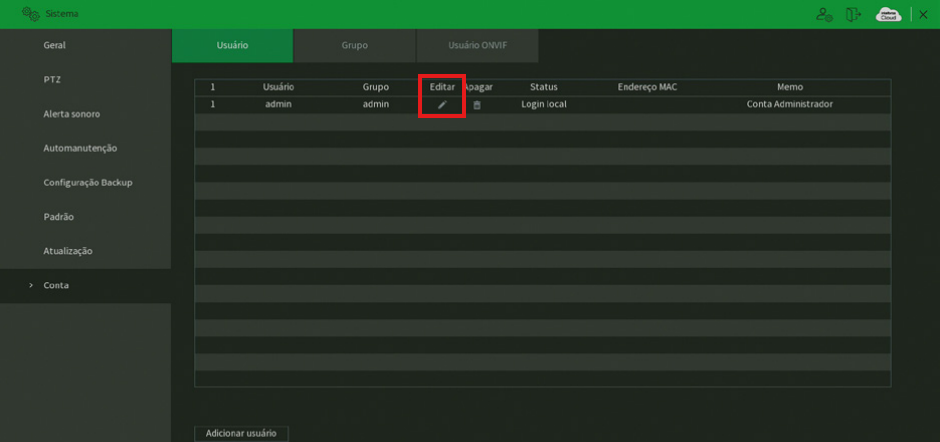 Sistema
Cloud
Geral
PTZ
Alerta sonoro
Automanutenção
Configuração Backup
Padrão
Atualização
> Conta
Usuário Grupo Usuário ONVIF
1 Usuário Grupo Editar Apagar Status Endereço MAC Memo
1 admin admin Login local Conta Administrador
Adicionar usuário